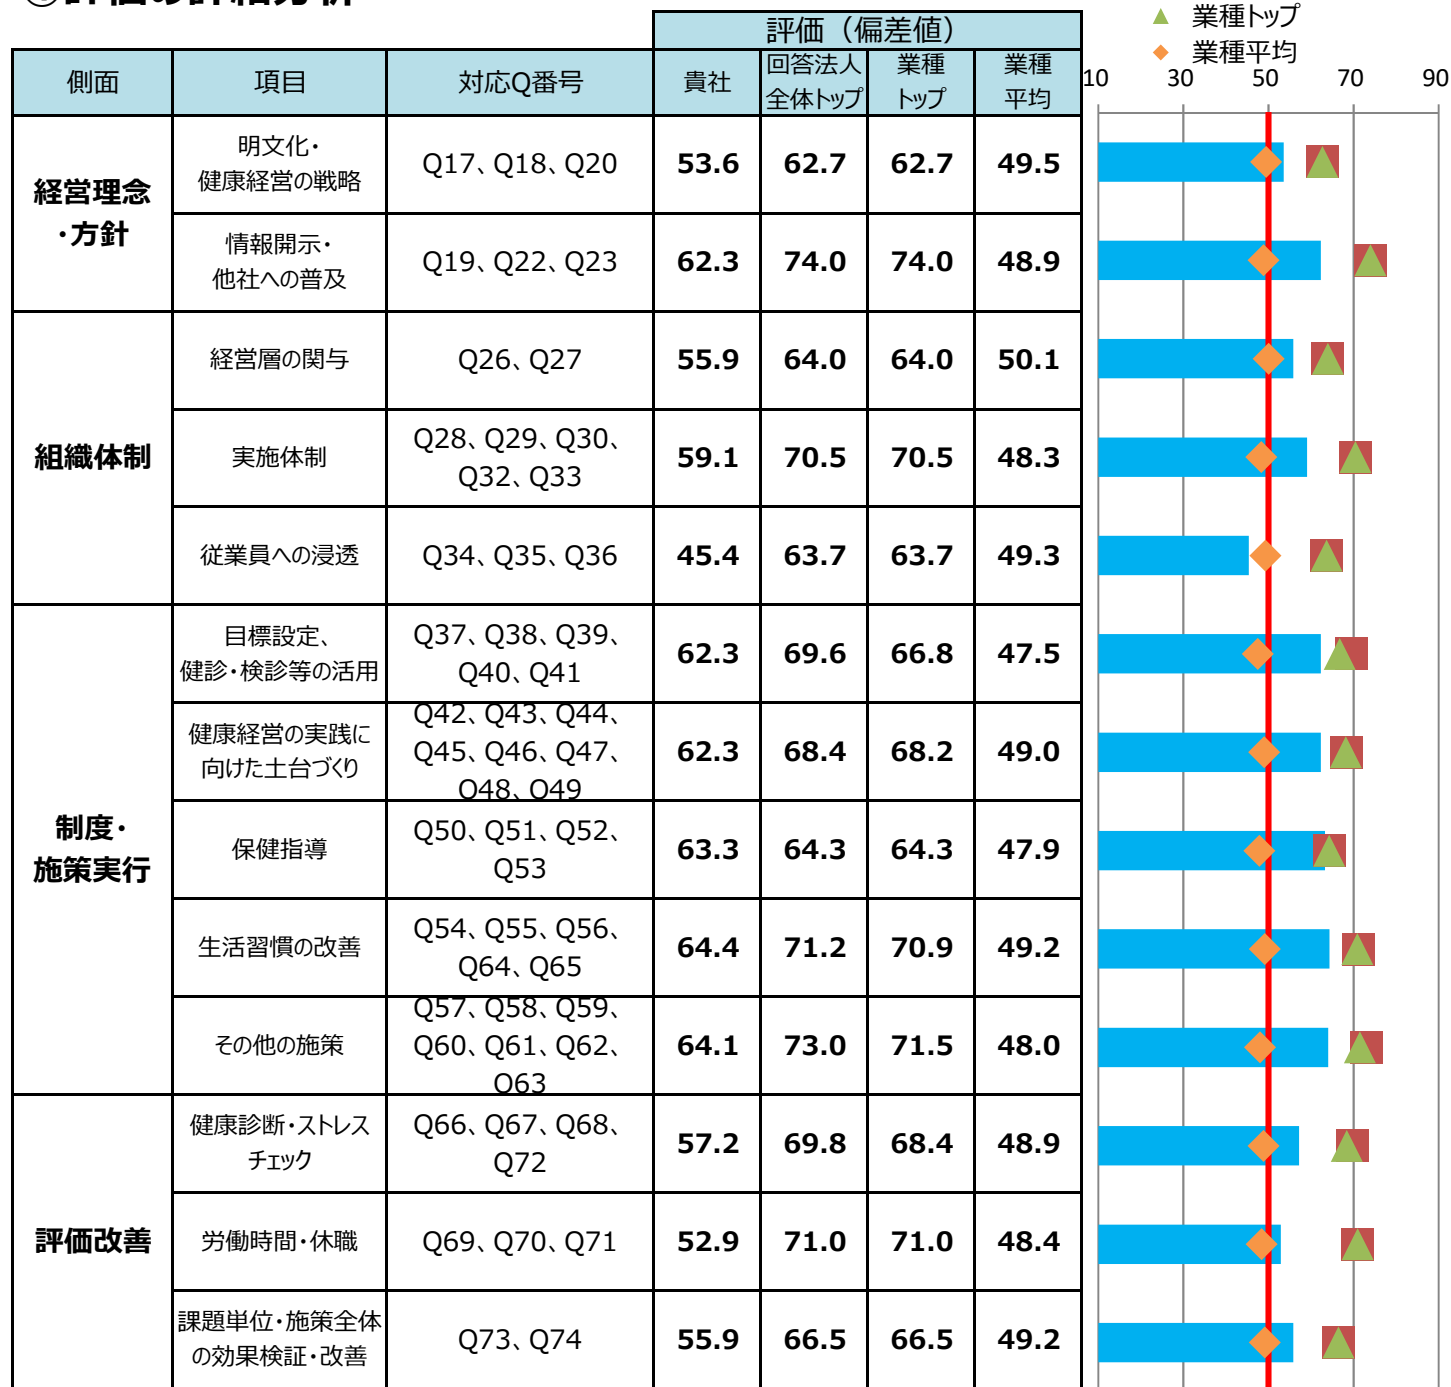 評価(偏差値)
▲ 業種トップ
◆ 業種平均
側面 項目 対応Q番号 貴社 回答法人 業種 業種
全体トップ トップ 平均
10 30 50 70 90
経営理念
・方針
明文化・
健康経営の戦略
Q17、Q18、Q20 53.6 62.7 62.7 49.5
情報開示・
他社への普及
Q19、Q22、Q23 62.3 74.0 74.0 48.9
組織体制
経営層の関与 Q26、Q27 55.9 64.0 64.0 50.1
実施体制
Q28、Q29、Q30、
Q32、Q33
59.1 70.5 70.5 48.3
従業員への浸透 Q34、Q35、Q36 45.4 63.7 63.7 49.3
制度・
施策実行
目標設定、
健診・検診等の活用
Q37、Q38、Q39、
Q40、Q41
62.3 69.6 66.8 47.5
健康経営の実践に
向けた土台づくり
Q42、Q43、Q44、
Q45、Q46、Q47、
Q48、Q49
62.3 68.4 68.2 49.0
保健指導
Q50、Q51、Q52、
Q53
63.3 64.3 64.3 47.9
生活習慣の改善
Q54、Q55、Q56、
Q64、Q65
64.4 71.2 70.9 49.2
その他の施策
Q57、Q58、Q59、
Q60、Q61、Q62、
Q63
64.1 73.0 71.5 48.0
評価改善
健康診断・ストレス
チェック
Q66、Q67、Q68、
Q72
57.2 69.8 68.4 48.9
労働時間・休職 Q69、Q70、Q71 52.9 71.0 71.0 48.4
課題単位・施策全体
の効果検証・改善
Q73、Q74 55.9 66.5 66.5 49.2